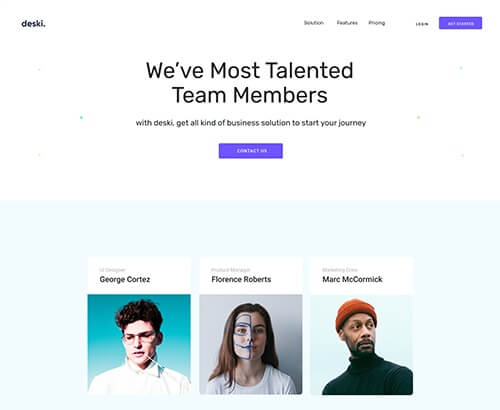 deski.
Solution Features Pricing LOGIN GET STARTED
We've Most Talented
Team Members
with deski, get all kind of business solution to start your journey
CONTACT US
UI Designer Product Manager Marketing Crew
George Cortez Florence Roberts Marc McCormick